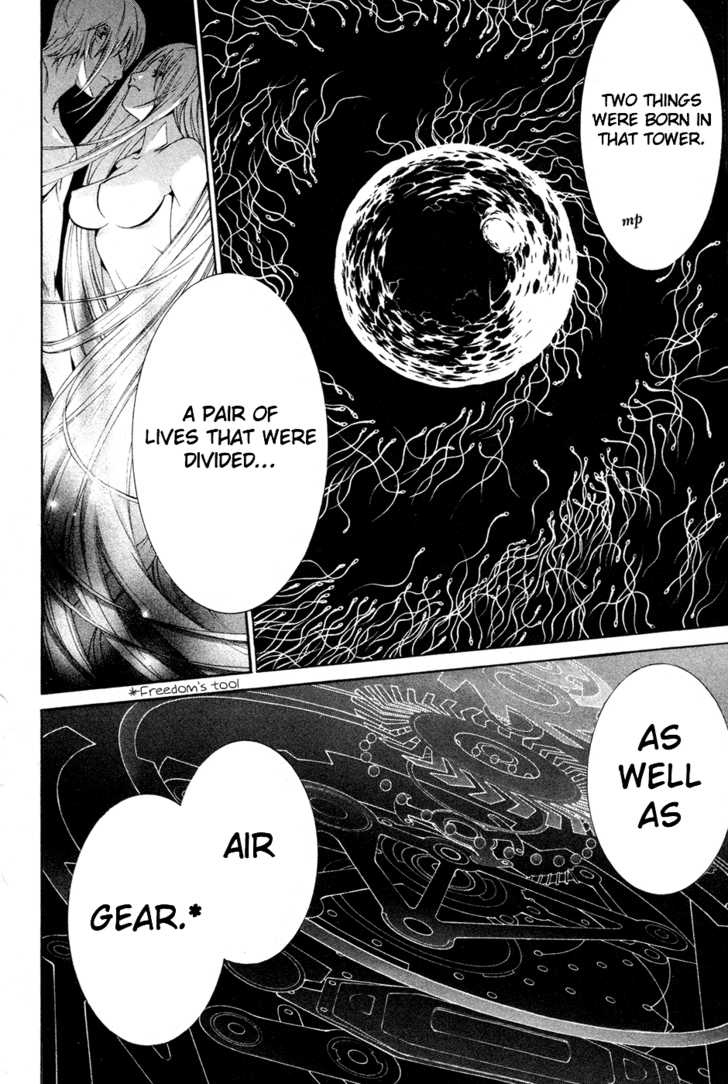 TWO THINGS
WERE BORN IN
THAT TOWER.
mp
A PAIR OF
LIVES THAT WERE
DIVIDED...
*Freedom's tool
AS
WELL
AS
AIR
GEAR.*